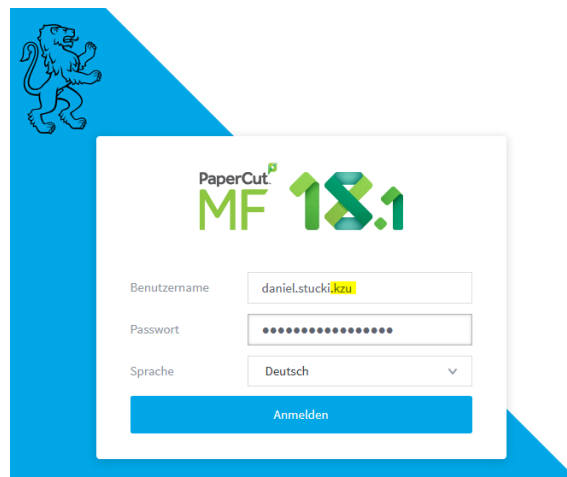 PaperCut
MF 18.1
Benutzername daniel.stucki.kzu
Passwort
Sprache Deutsch
Anmelden